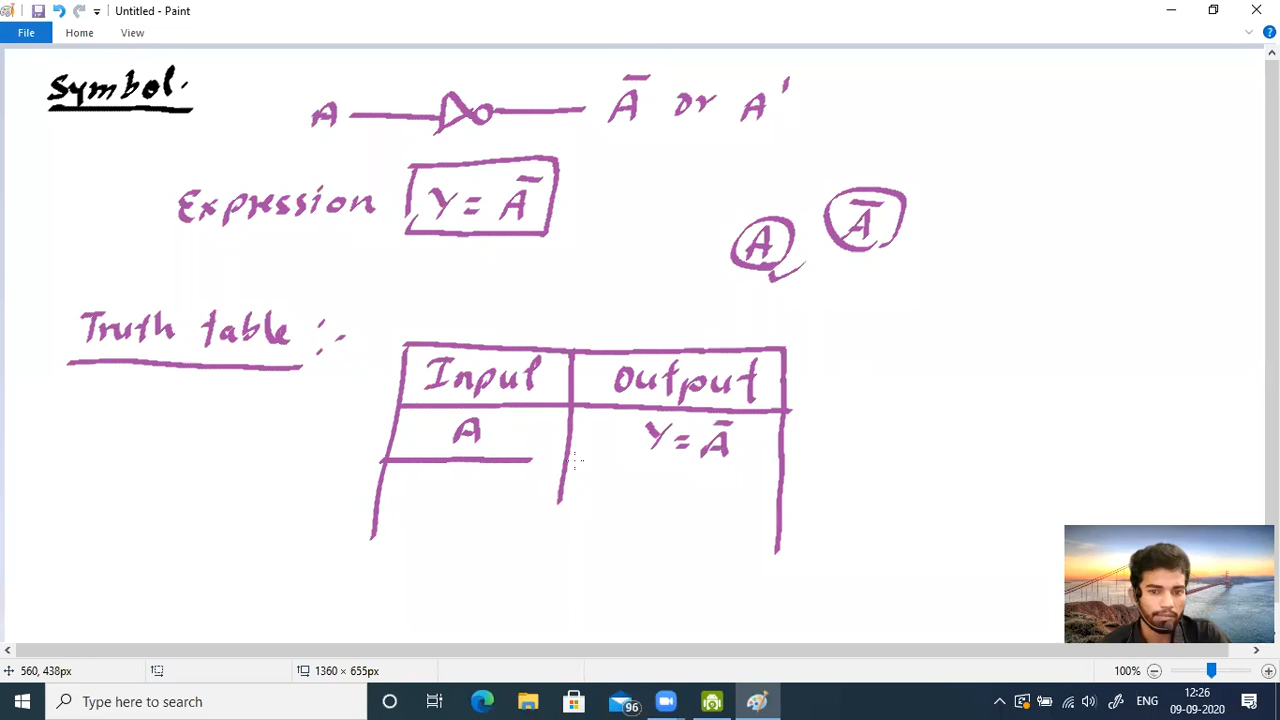 Untitled - Paint
File Home View
Symbol.
A Ā or A'
Expression Y = Ā
A Ā
Truth table :-
Input Output
A Y = Ā
560, 438px 1360 × 655px 100%
Type here to search 96 ENG 12:26 09-09-2020